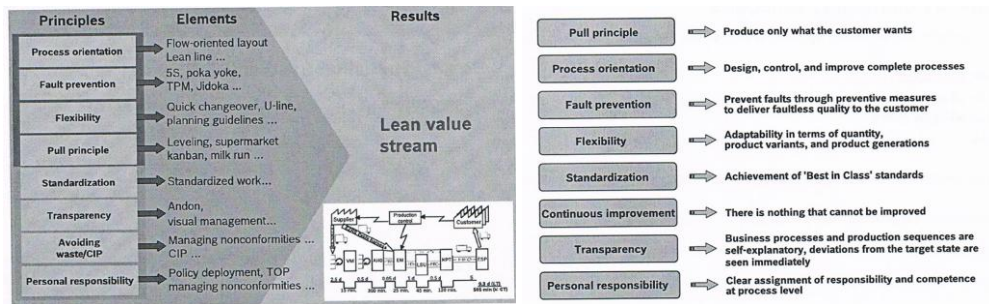 Principles
Elements
Results
Process orientation
Flow-oriented layout
Lean line ...
Fault prevention
5S, poka yoke,
TPM, Jidoka ...
Flexibility
Quick changeover, U-line,
planning guidelines ...
Pull principle
Leveling, supermarket
kanban, milk run ...
Standardization
Standardized work...
Transparency
Andon,
visual management...
Avoiding
waste/CIP
Managing nonconformities ...
CIP ...
Personal responsibility
Policy deployment, TOP
managing nonconformities ...
Lean value
stream
Supplier
Production
control
Customer
Pull principle
Produce only what the customer wants
Process orientation
Design, control, and improve complete processes
Fault prevention
Prevent faults through preventive measures
to deliver faultless quality to the customer
Flexibility
Adaptability in terms of quantity,
product variants, and product generations
Standardization
Achievement of 'Best in Class' standards
Continuous improvement
There is nothing that cannot be improved
Transparency
Business processes and production sequences are
self-explanatory, deviations from the target state are
seen immediately
Personal responsibility
Clear assignment of responsibility and competence
at process level